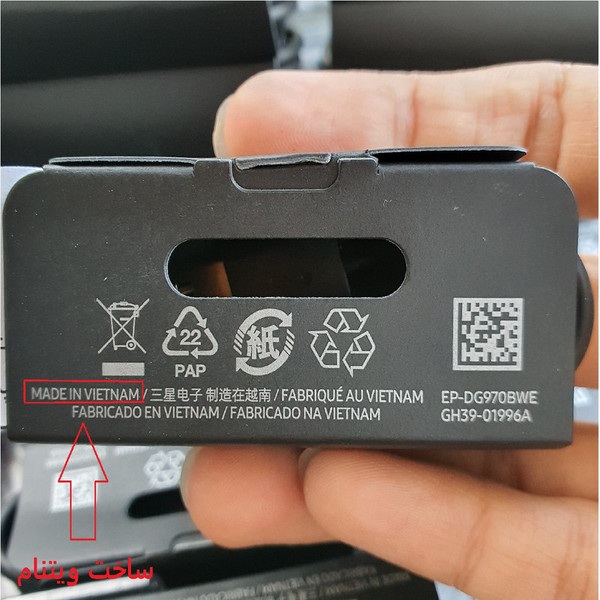 22
紙
PAP
MADE IN VIETNAM / 三星电子 制造在越南 / FABRIQUÉ AU VIETNAM
FABRICADO EN VIETNAM / FABRICADO NA VIETNAM
EP-DG970BWE
GH39-01996A
ساخت ویتنام